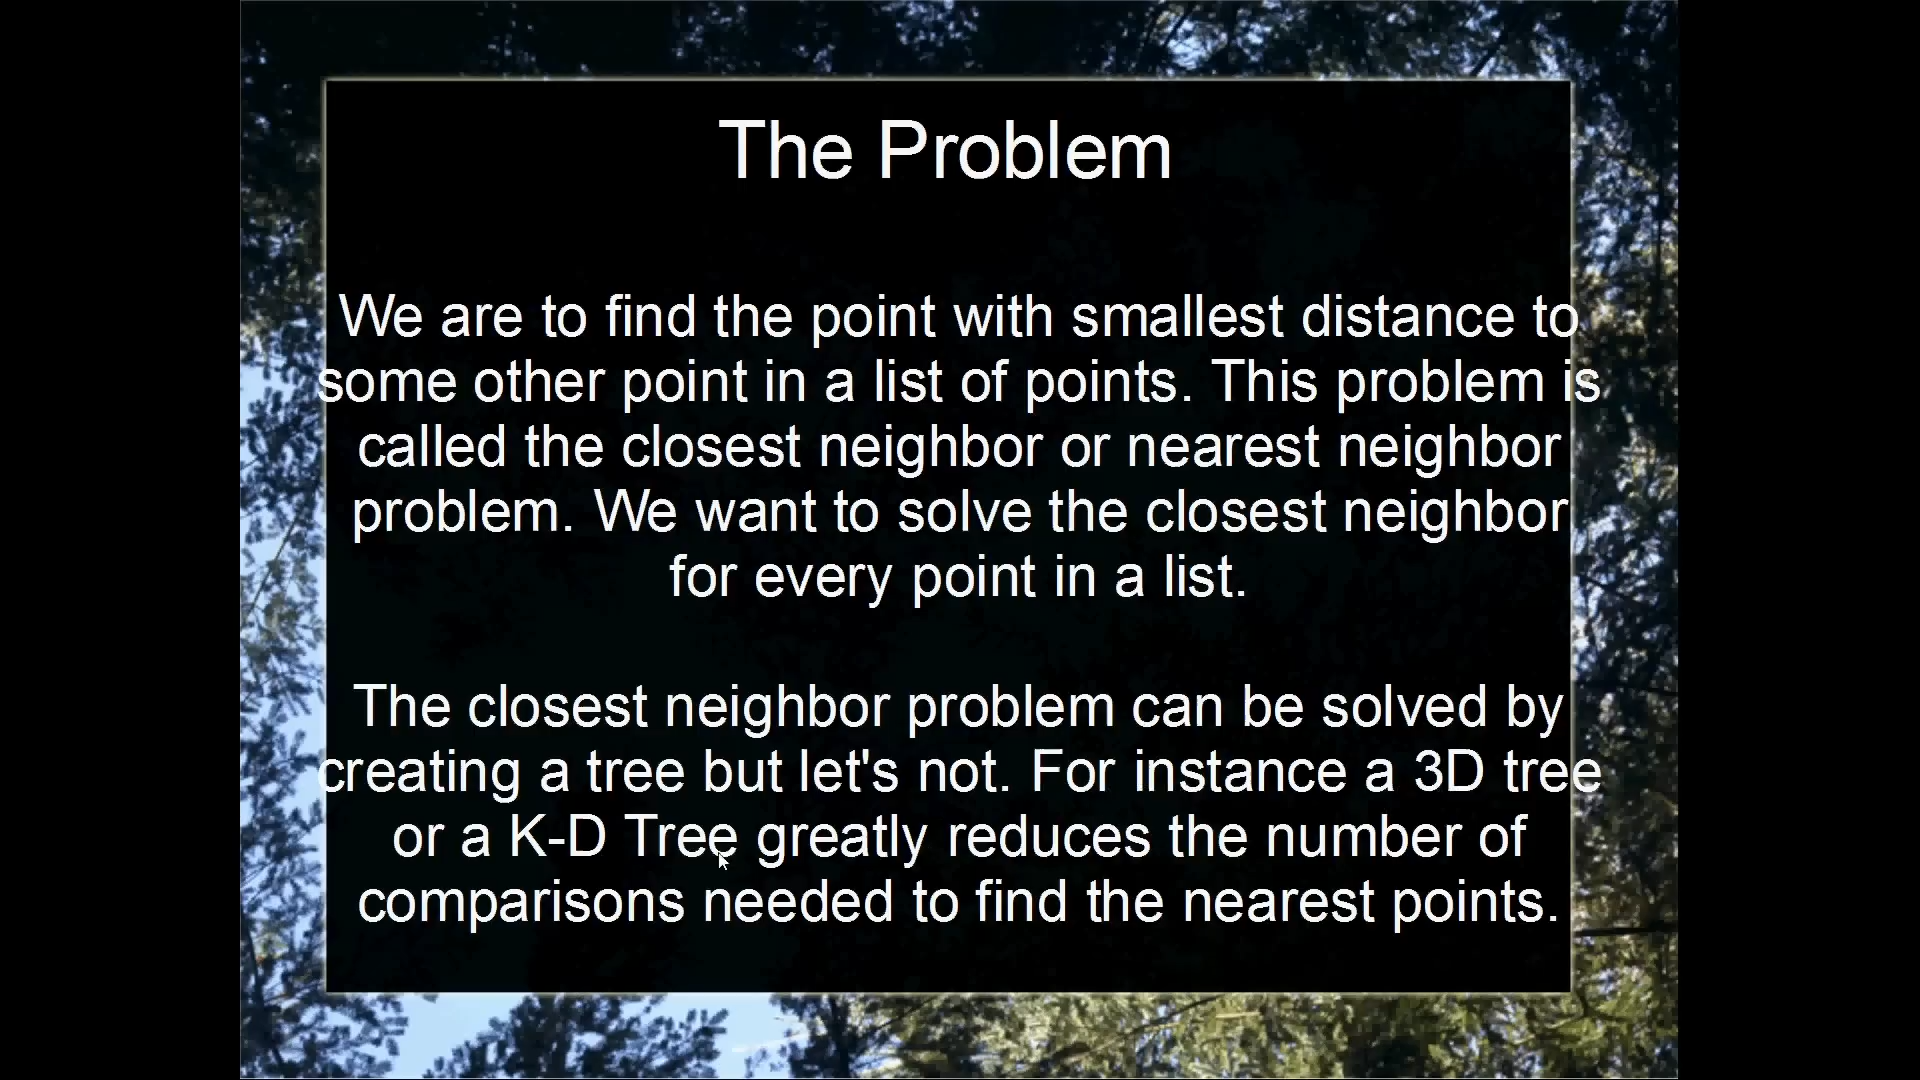 The Problem
We are to find the point with smallest distance to
some other point in a list of points. This problem is
called the closest neighbor or nearest neighbor
problem. We want to solve the closest neighbor
for every point in a list.
The closest neighbor problem can be solved by
creating a tree but let's not. For instance a 3D tree
or a K-D Tree greatly reduces the number of
comparisons needed to find the nearest points.